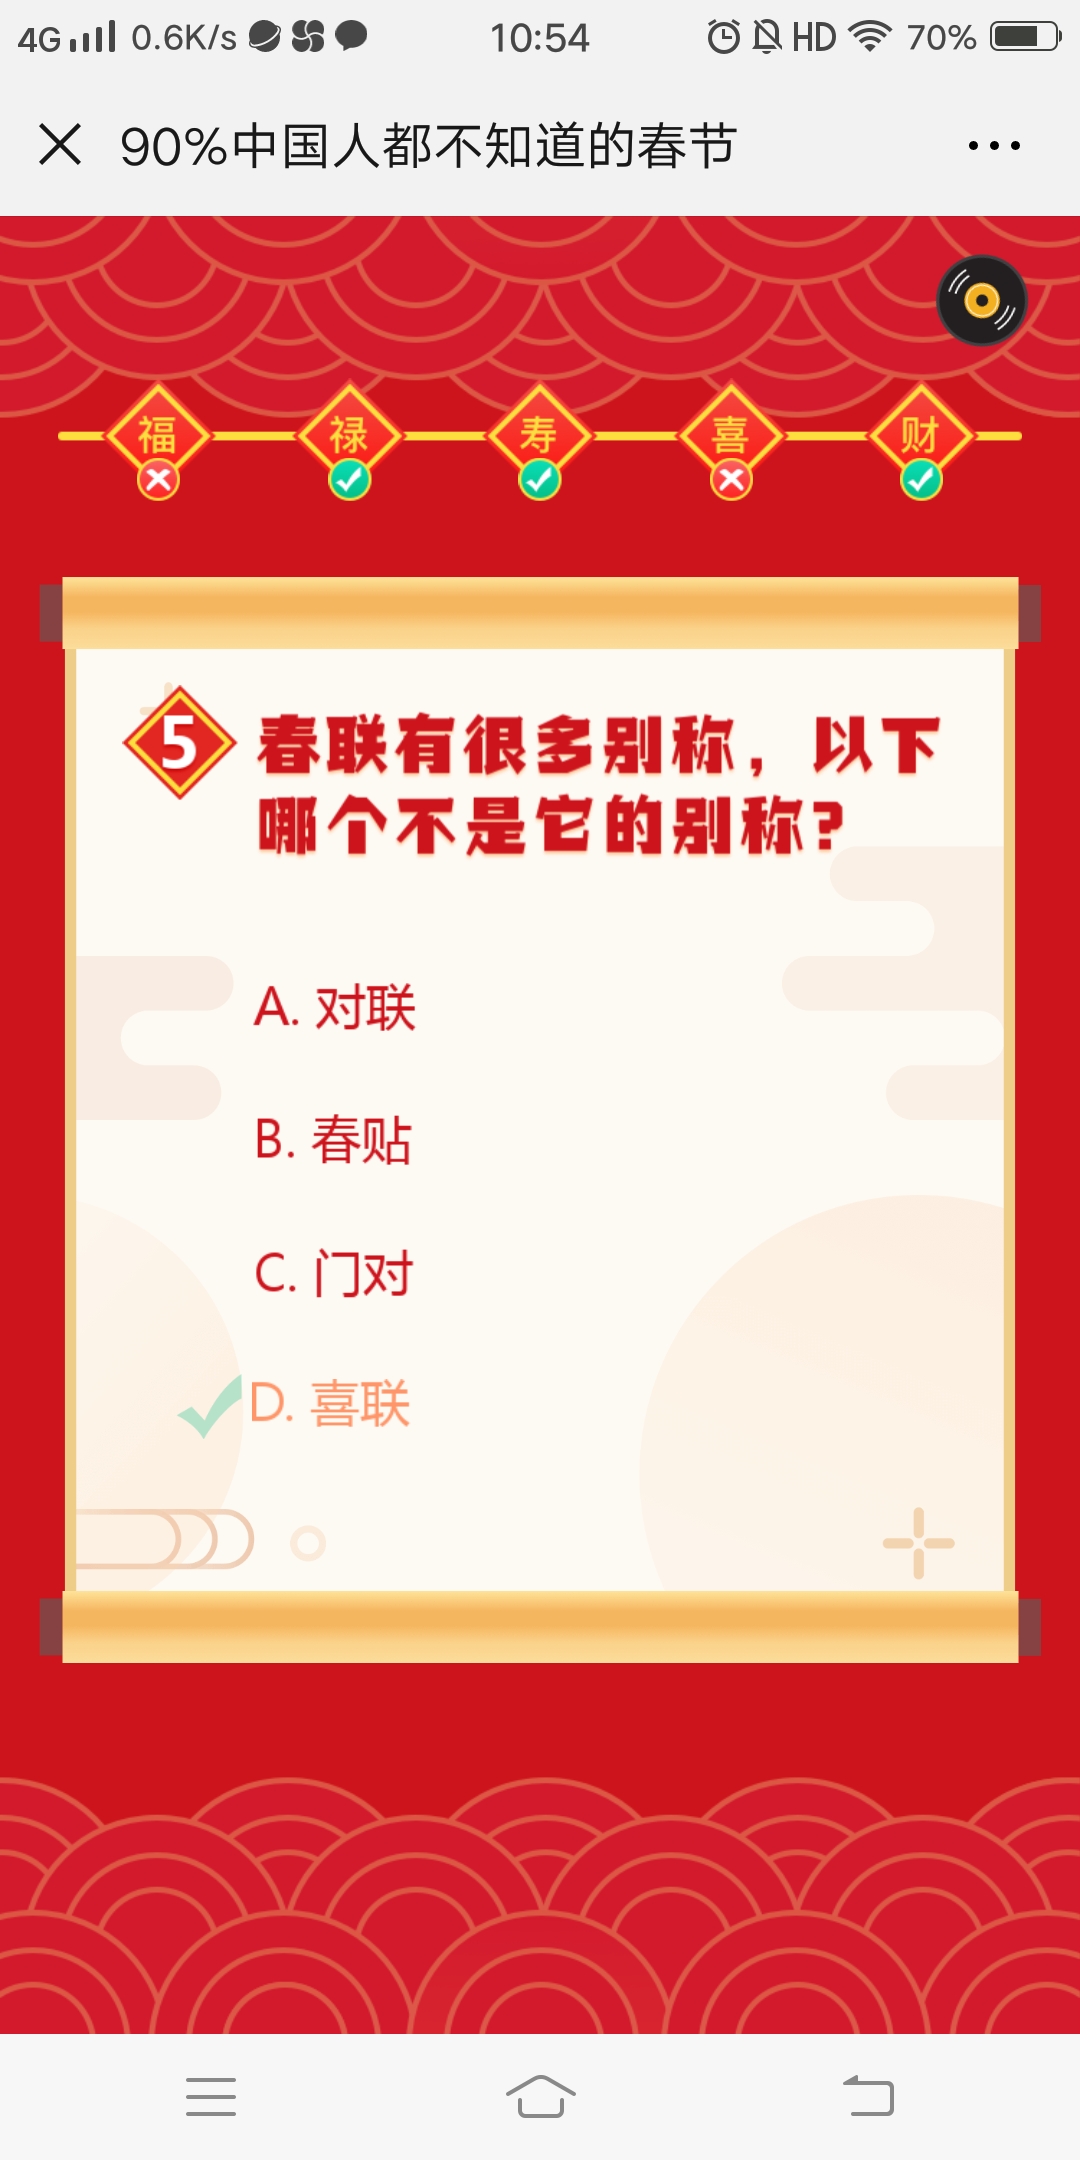 4G 0.6K/s 10:54 HD 70%
90%中国人都不知道的春节
福 禄 寿 喜 财
5 春联有很多别称，以下
哪个不是它的别称?
A. 对联
B. 春贴
C. 门对
D. 喜联